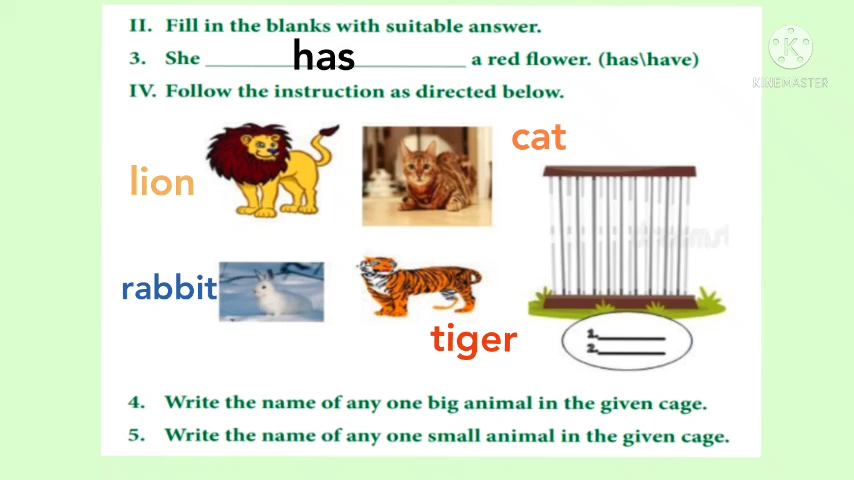 II. Fill in the blanks with suitable answer.
3. She has a red flower. (has\have)
KINEMASTER
IV. Follow the instruction as directed below.
cat
lion
rabbit
tiger
1.
2.
4. Write the name of any one big animal in the given cage.
5. Write the name of any one small animal in the given cage.